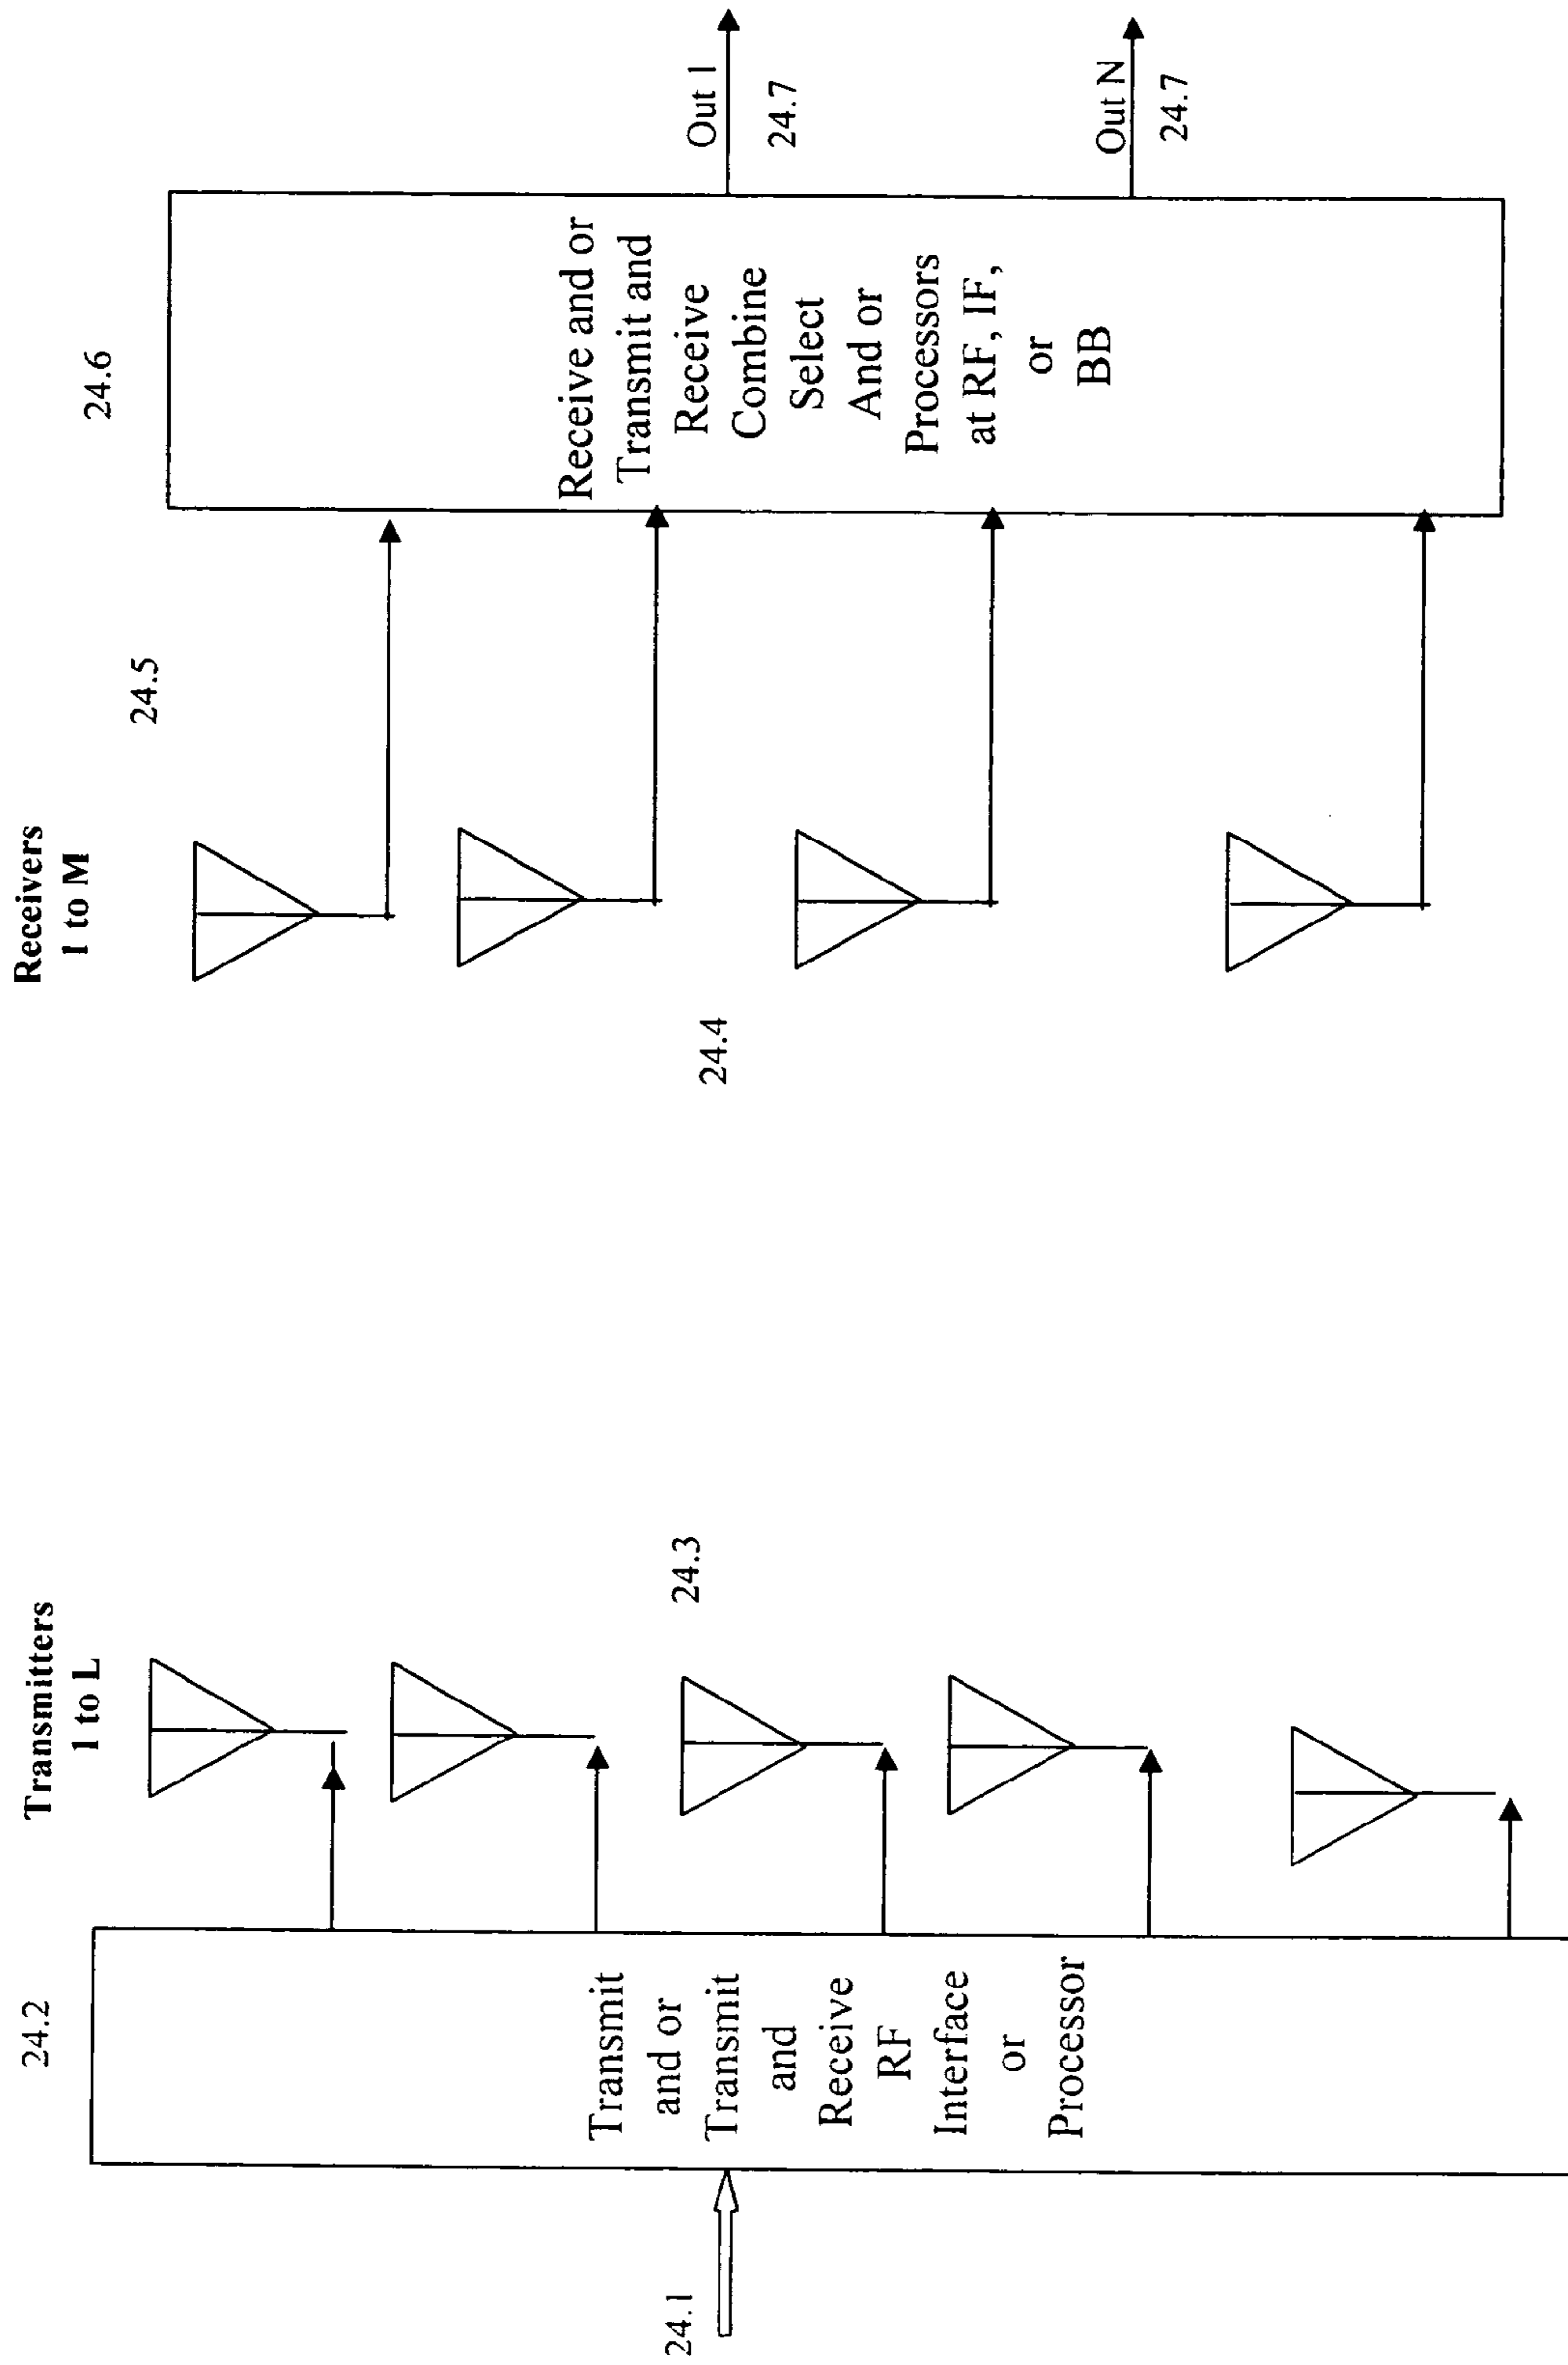 Transmitters
1 to L
Receivers
1 to M
24.1
24.2
Transmit
and or
Transmit
and
Receive
RF
Interface
or
Processor
24.3
24.4
24.5
24.6
Receive and or
Transmit and
Receive
Combine
Select
And or
Processors
at RF, IF,
or
BB
Out 1
24.7
Out N
24.7